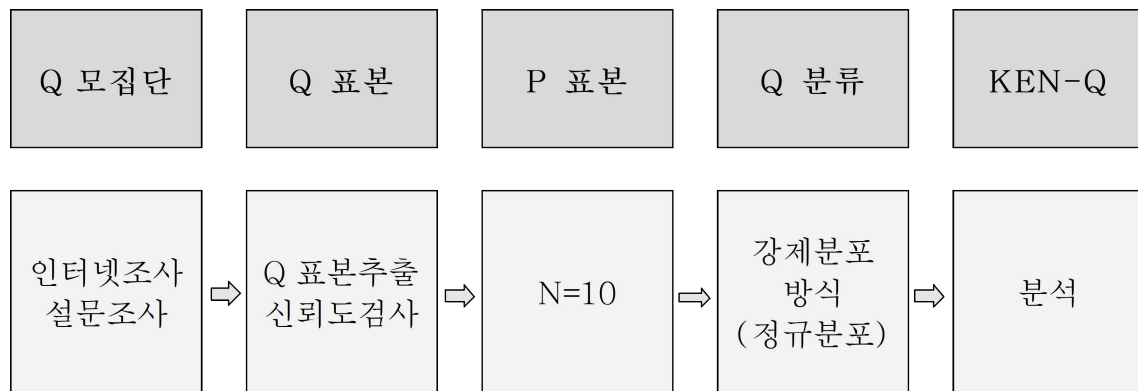 Q 모집단
Q 표본
P 표본
Q 분류
KEN-Q
인터넷조사
설문조사
Q 표본추출
신뢰도검사
N=10
강제분포
방식
(정규분포)
분석